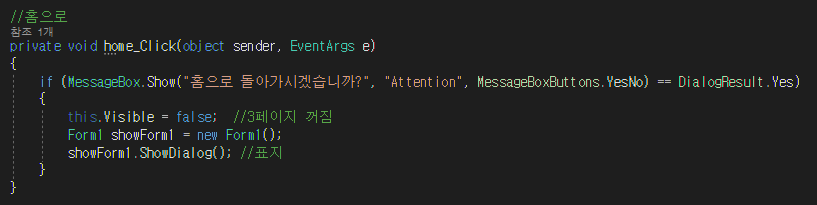 //홈으로
참조 1개
private void home_Click(object sender, EventArgs e)
{
if (MessageBox.Show("홈으로 돌아가시겠습니까?", "Attention", MessageBoxButtons.YesNo) == DialogResult.Yes)
{
this.Visible = false; //3페이지 꺼짐
Form1 showForm1 = new Form1();
showForm1.ShowDialog(); //표지
}
}